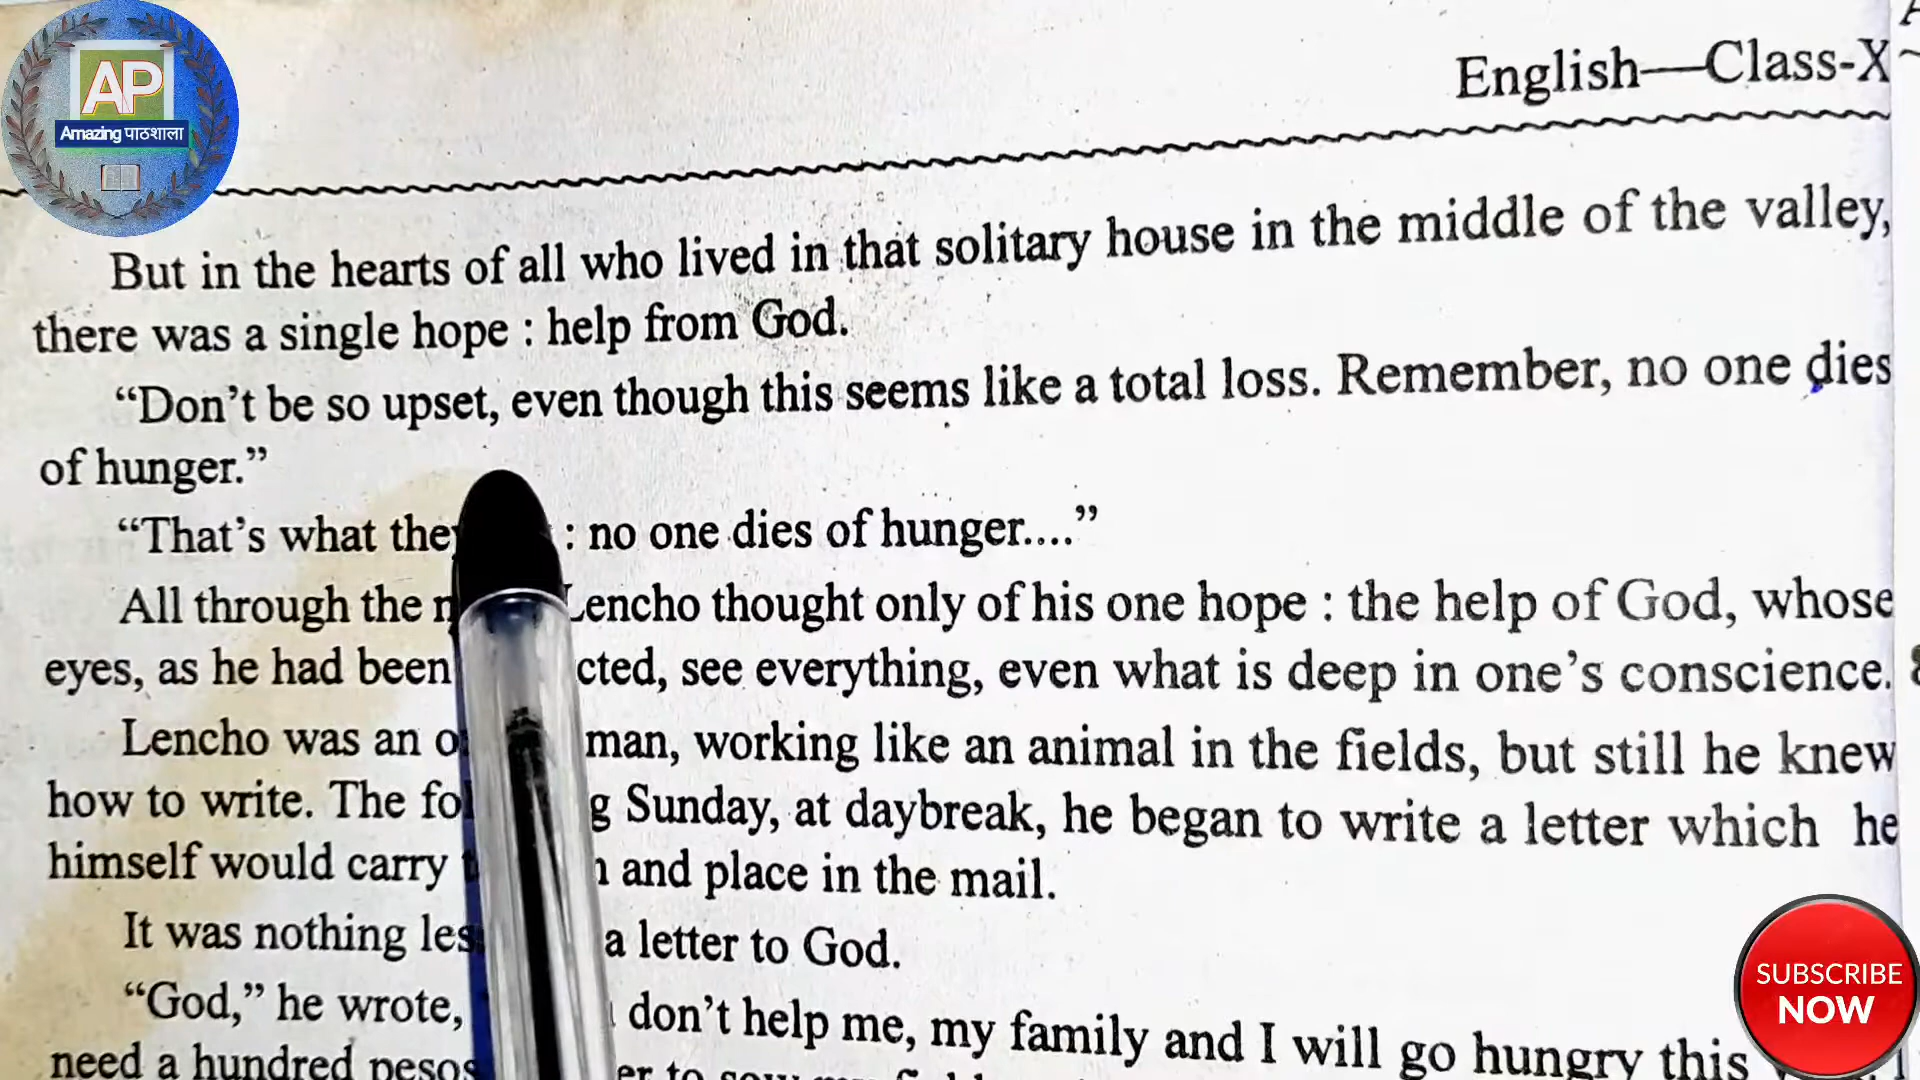 AP
Amazing पाठशाला
English—Class-X
But in the hearts of all who lived in that solitary house in the middle of the valley,
there was a single hope : help from God.
“Don’t be so upset, even though this seems like a total loss. Remember, no one dies
of hunger.”
“That’s what : no one dies of hunger....”
All through the Lencho thought only of his one hope : the help of God, whose
eyes, as he had been see everything, even what is deep in one’s conscience.
Lencho was an man, working like an animal in the fields, but still he knew
how to write. The Sunday, at daybreak, he began to write a letter which he
himself would carry and place in the mail.
It was nothing a letter to God.
“God,” he wrote, don’t help me, my family and I will go hungry this
need a hundred pesos to sow my
SUBSCRIBE
NOW